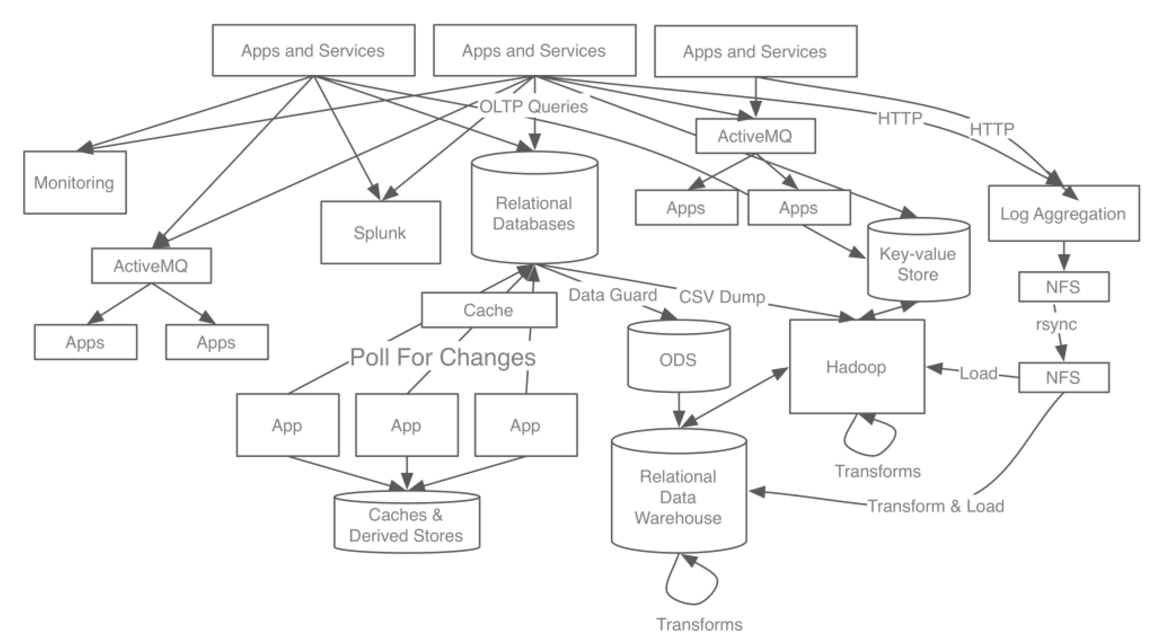 Apps and Services
Apps and Services
Apps and Services
OLTP Queries
HTTP
HTTP
ActiveMQ
Monitoring
Relational
Databases
Apps
Apps
Log Aggregation
Splunk
Key-value
Store
ActiveMQ
NFS
Data Guard
CSV Dump
Cache
rsync
Apps
Apps
Poll For Changes
ODS
Hadoop
Load
NFS
App
App
App
Transforms
Relational
Data
Warehouse
Transform & Load
Caches &
Derived Stores
Transforms